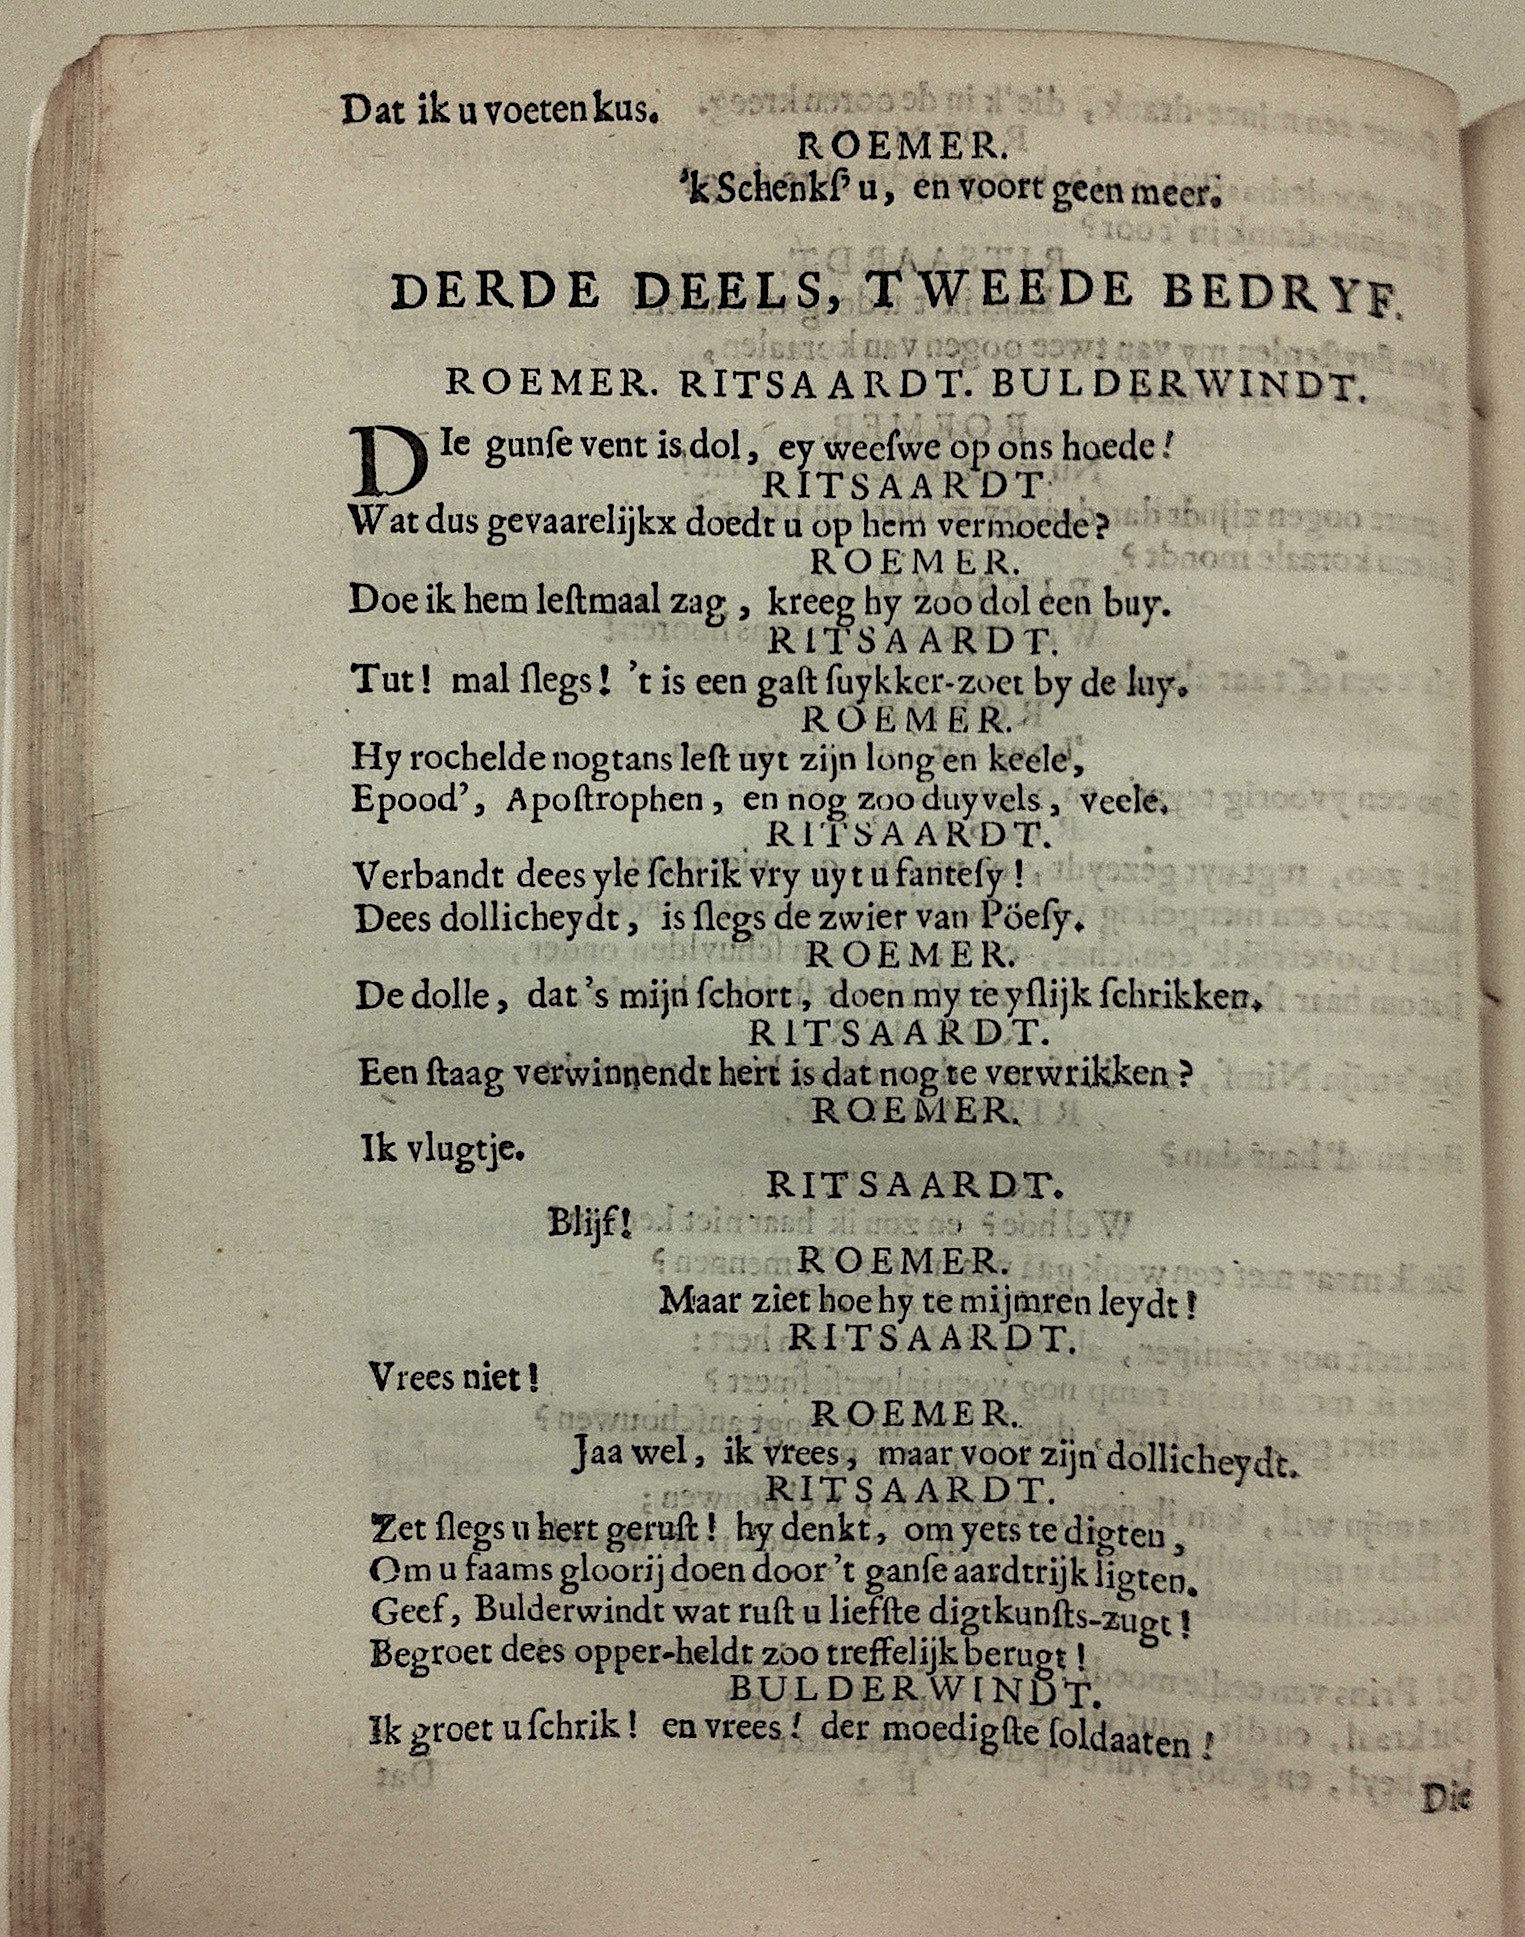 Dat ik u voeten kus.
ROEMER.
'k Schenkſ' u, en voort geen meer.
DERDE DEELS, TWEEDE BEDRYF.
ROEMER. RITSAARDT. BULDERWINDT.
DIe gunſe vent is dol, ey weeſwe op ons hoede!
RITSAARDT
Wat dus gevaarelijkx doedt u op hem vermoede?
ROEMER.
Doe ik hem leſtmaal zag, kreeg hy zoo dol een buy.
RITSAARDT.
Tut! mal ſlegs! 't is een gaſt ſuykker-zoet by de luy.
ROEMER.
Hy rochelde nogtans leſt uyt zijn long en keele,
Epood', Apoſtrophen, en nog zoo duyvels, veele.
RITSAARDT.
Verbandt dees yle ſchrik vry uyt u fanteſy!
Dees dollicheydt, is ſlegs de zwier van Pöeſy.
ROEMER.
De dolle, dat 's mijn ſchort, doen my te yſlijk ſchrikken.
RITSAARDT.
Een ſtaag verwinnendt hert is dat nog te verwrikken?
ROEMER.
Ik vlugtje.
RITSAARDT.
Blijf!
ROEMER.
Maar ziet hoe hy te mijmren leydt!
RITSAARDT.
Vrees niet!
ROEMER.
Jaa wel, ik vrees, maar voor zijn dollicheydt.
RITSAARDT.
Zet ſlegs u hert geruſt! hy denkt, om yets te digten,
Om u faams gloorij doen door 't ganſe aardtrijk ligten.
Geef, Bulderwindt wat ruſt u liefſte digtkunſts-zugt!
Begroet dees opper-heldt zoo treffelijk berugt!
BULDERWINDT.
Ik groet u ſchrik! en vrees! der moedigſte ſoldaaten!
Die